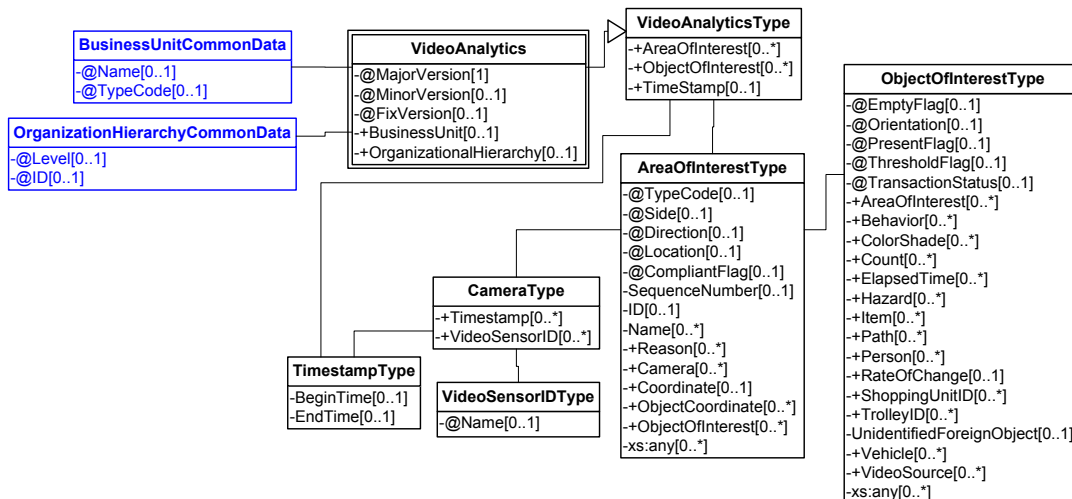 BusinessUnitCommonData
-@Name[0..1]
-@TypeCode[0..1]
OrganizationHierarchyCommonData
-@Level[0..1]
-@ID[0..1]
VideoAnalytics
-@MajorVersion[1]
-@MinorVersion[0..1]
-@FixVersion[0..1]
-+BusinessUnit[0..1]
-+OrganizationalHierarchy[0..1]
VideoAnalyticsType
-+AreaOfInterest[0..*]
-+ObjectOfInterest[0..*]
-+TimeStamp[0..1]
AreaOfInterestType
-@TypeCode[0..1]
-@Side[0..1]
-@Direction[0..1]
-@Location[0..1]
-@CompliantFlag[0..1]
-SequenceNumber[0..1]
-ID[0..1]
-Name[0..*]
-+Reason[0..*]
-+Camera[0..*]
-+Coordinate[0..1]
-+ObjectCoordinate[0..*]
-+ObjectOfInterest[0..*]
-xs:any[0..*]
CameraType
-+Timestamp[0..*]
-+VideoSensorID[0..*]
TimestampType
-BeginTime[0..1]
-EndTime[0..1]
VideoSensorIDType
-@Name[0..1]
ObjectOfInterestType
-@EmptyFlag[0..1]
-@Orientation[0..1]
-@PresentFlag[0..1]
-@ThresholdFlag[0..1]
-@TransactionStatus[0..1]
-+AreaOfInterest[0..*]
-+Behavior[0..*]
-+ColorShade[0..*]
-+Count[0..*]
-+ElapsedTime[0..*]
-+Hazard[0..*]
-+Item[0..*]
-+Path[0..*]
-+Person[0..*]
-+RateOfChange[0..1]
-+ShoppingUnitID[0..*]
-+TrolleyID[0..*]
-UnidentifiedForeignObject[0..1]
-+Vehicle[0..*]
-+VideoSource[0..*]
-xs:any[0..*]